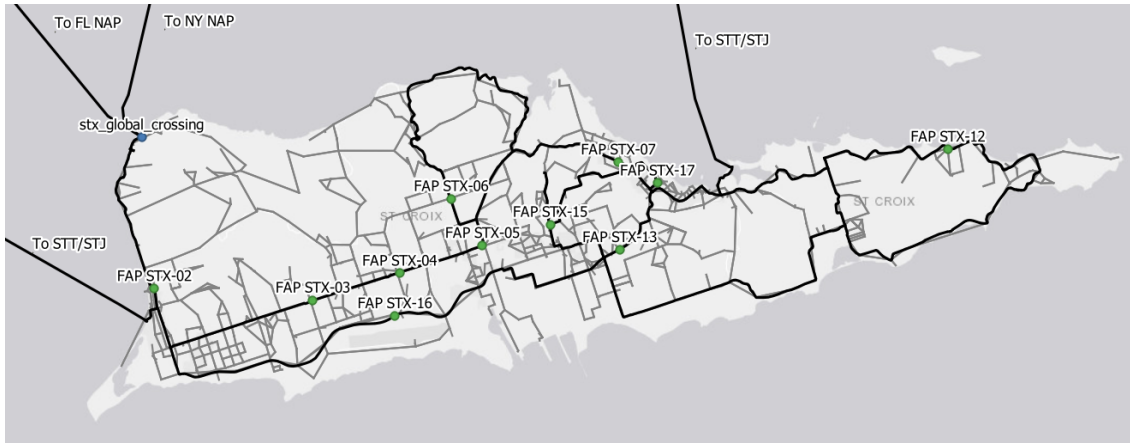 To FL NAP
To NY NAP
To STT/STJ
stx_global_crossing
FAP STX-12
FAP STX-07
FAP STX-17
FAP STX-06
ST CROIX
ST CROIX
FAP STX-15
FAP STX-05
FAP STX-13
To STT/STJ
FAP STX-04
FAP STX-02
FAP STX-03
FAP STX-16